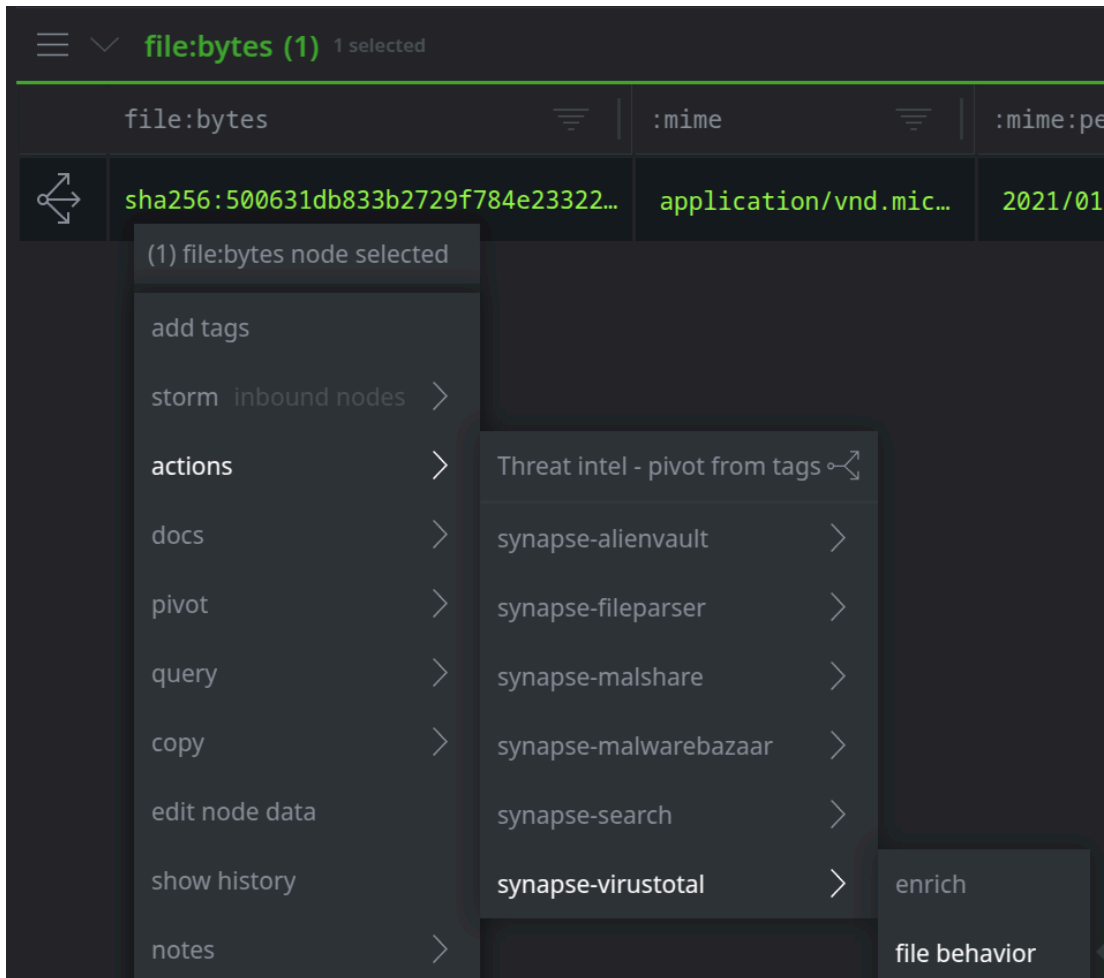 file:bytes (1) 1 selected
file:bytes :mime :mime:pe
sha256:500631db833b2729f784e23322… application/vnd.mic… 2021/01
(1) file:bytes node selected
add tags
storm inbound nodes
actions
docs
pivot
query
copy
edit node data
show history
notes
Threat intel - pivot from tags
synapse-alienvault
synapse-fileparser
synapse-malshare
synapse-malwarebazaar
synapse-search
synapse-virustotal
enrich
file behavior